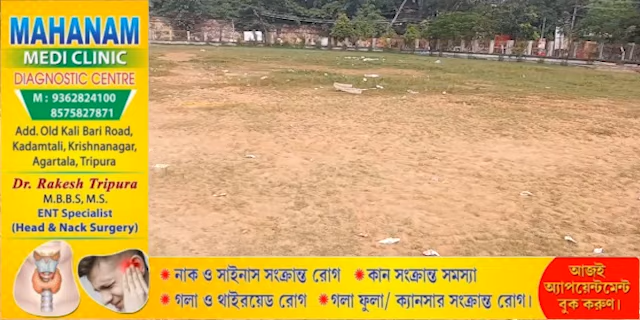 MAHANAM
MEDI CLINIC
DIAGNOSTIC CENTRE
M : 9362824100
8575827871
Add. Old Kali Bari Road,
Kadamtali, Krishnanagar,
Agartala, Tripura
Dr. Rakesh Tripura
M.B.B.S, M.S.
ENT Specialist
(Head & Nack Surgery)
* নাক ও সাইনাস সংক্রান্ত রোগ * কান সংক্রান্ত সমস্যা
* গলা ও থাইরয়েড রোগ * গলা ফুলা/ ক্যানসার সংক্রান্ত রোগ।
আজই
অ্যাপয়েন্টমেন্ট
বুক করুণ।